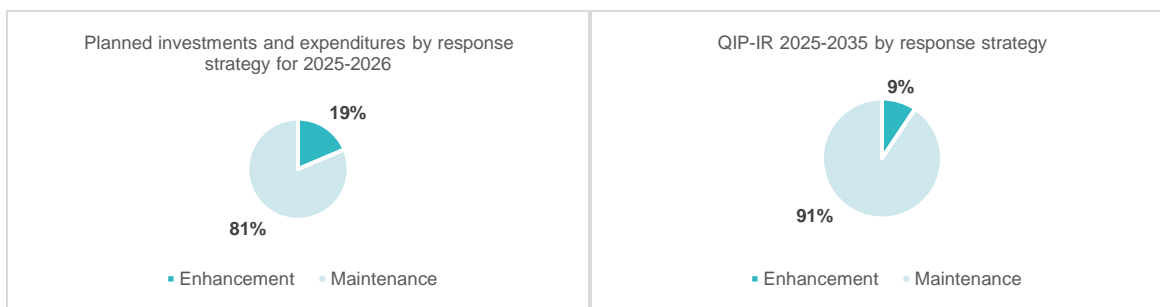 Planned investments and expenditures by response
strategy for 2025-2026
19%
81%
Enhancement Maintenance
QIP-IR 2025-2035 by response strategy
9%
91%
Enhancement Maintenance